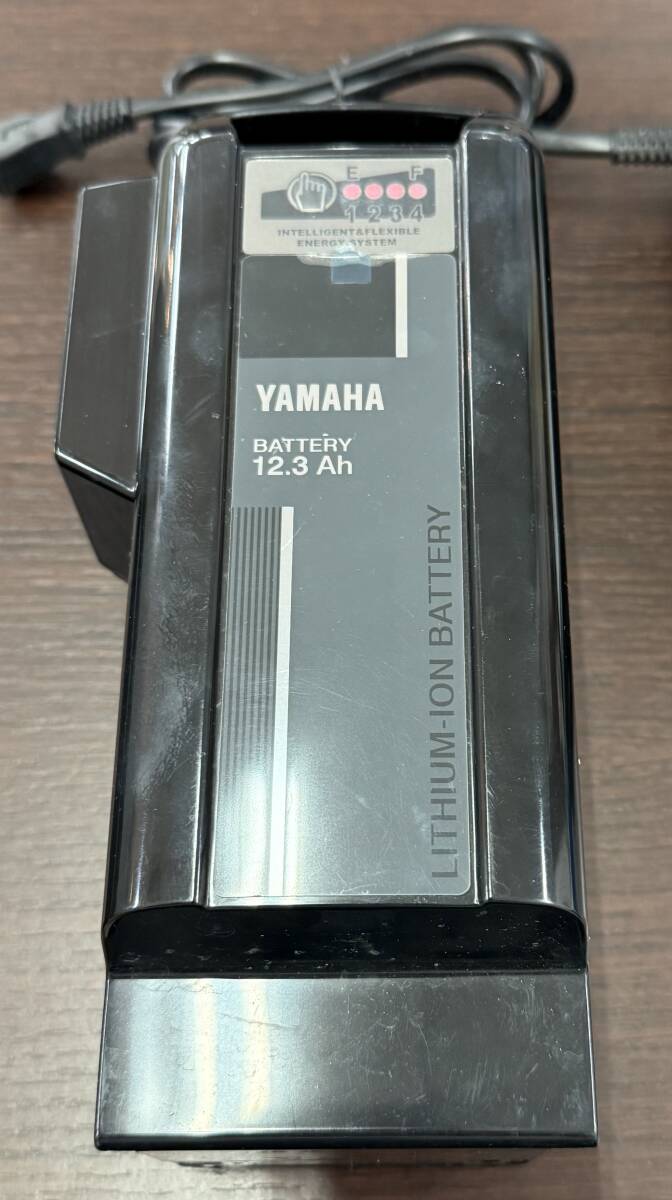 E F
1 2 3 4
INTELLIGENT&FLEXIBLE
ENERGY SYSTEM
YAMAHA
BATTERY
12.3 Ah
LITHIUM-ION BATTERY